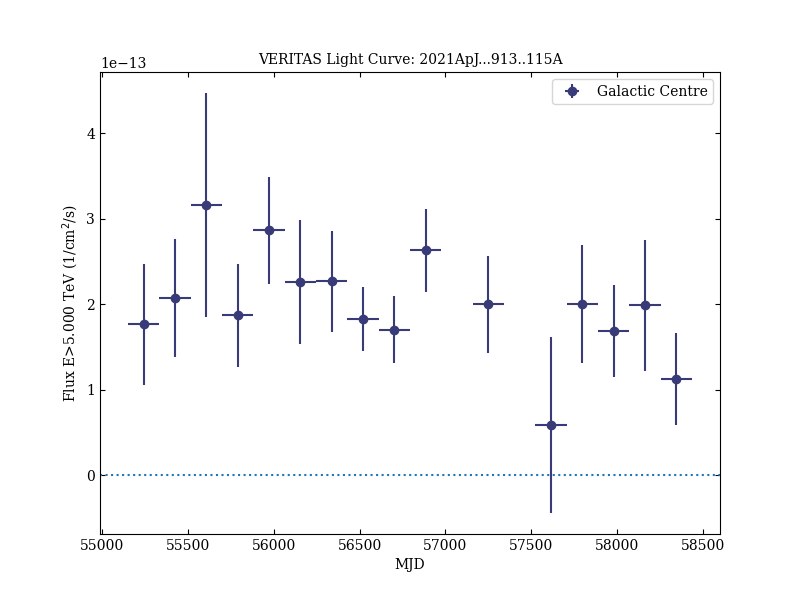 VERITAS Light Curve: 2021ApJ...913..115A
1e−13
Galactic Centre
Flux E>5.000 TeV (1/cm²/s)
4
3
2
1
0
55000 55500 56000 56500 57000 57500 58000 58500
MJD